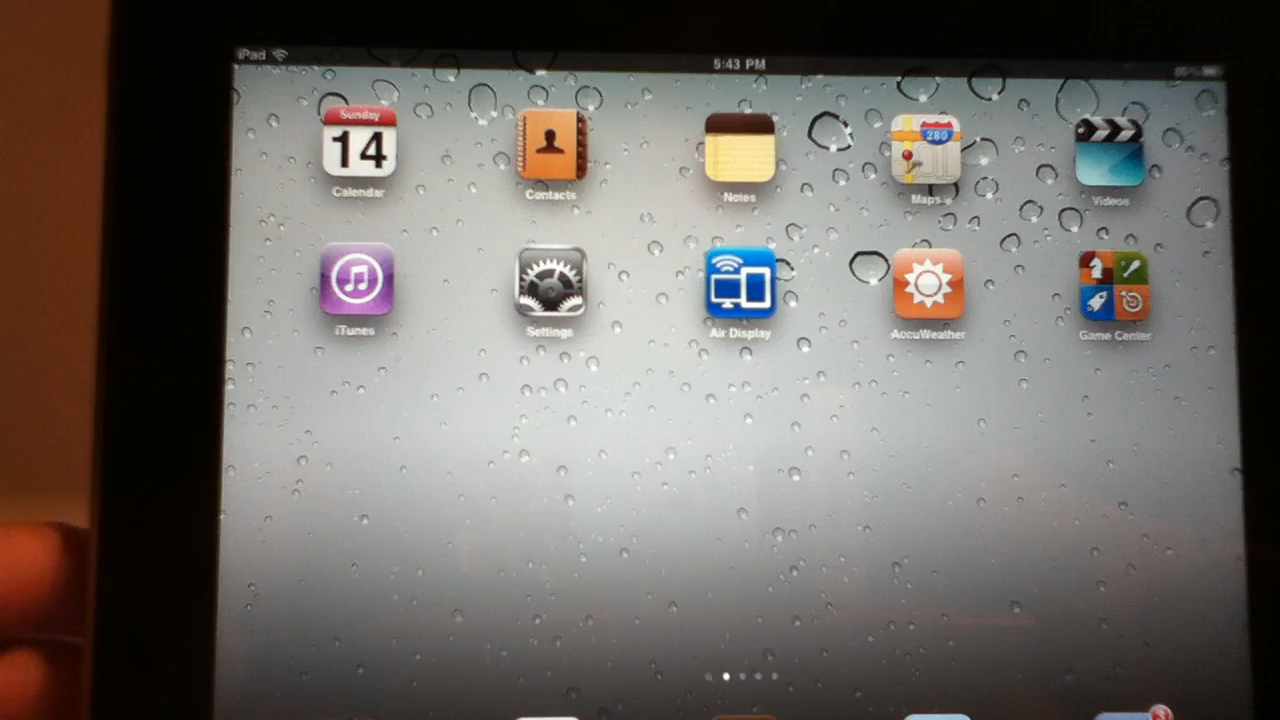 iPad
5:43 PM
Sunday
14
280
Calendar
Contacts
Notes
Maps
Videos
iTunes
Settings
Air Display
AccuWeather
Game Center